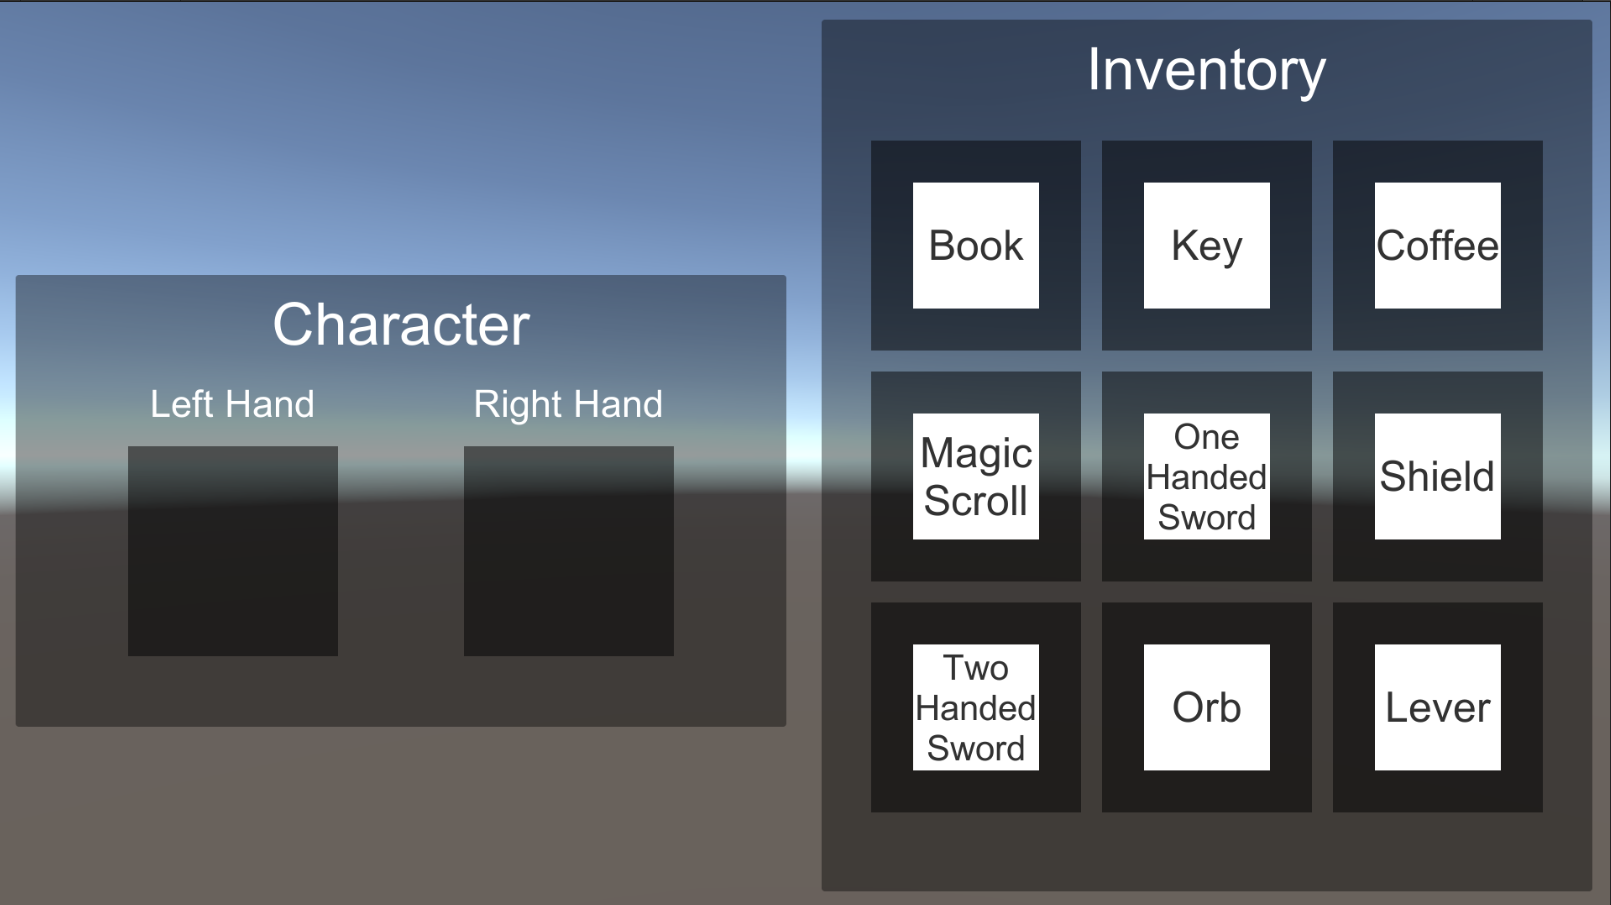 Character
Left Hand
Right Hand
Inventory
Book
Key
Coffee
Magic
Scroll
One
Handed
Sword
Shield
Two
Handed
Sword
Orb
Lever